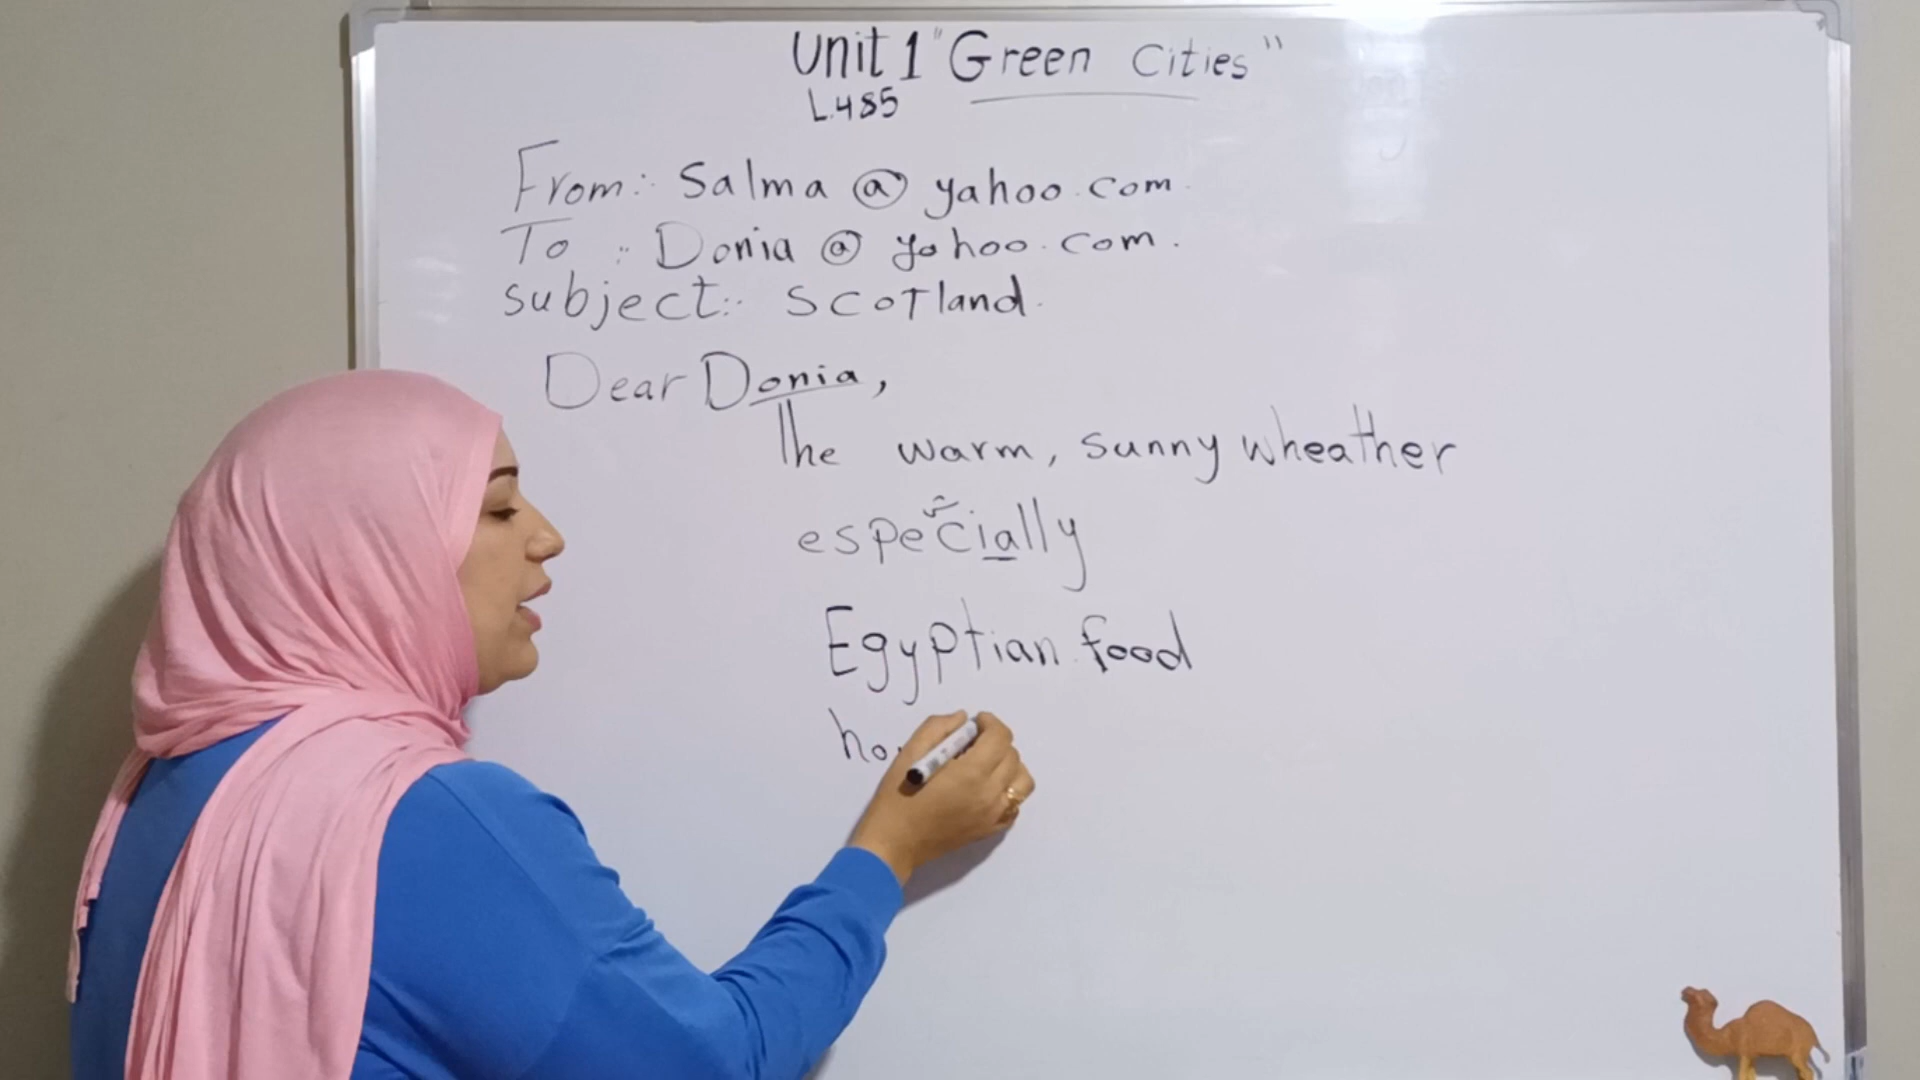 Unit 1 "Green Cities"
L.4&5
From: Salma @ yahoo.com
To : Donia @ yahoo.com.
subject: Scotland.
Dear Donia,
The warm, sunny wheather
especially
Egyptian food